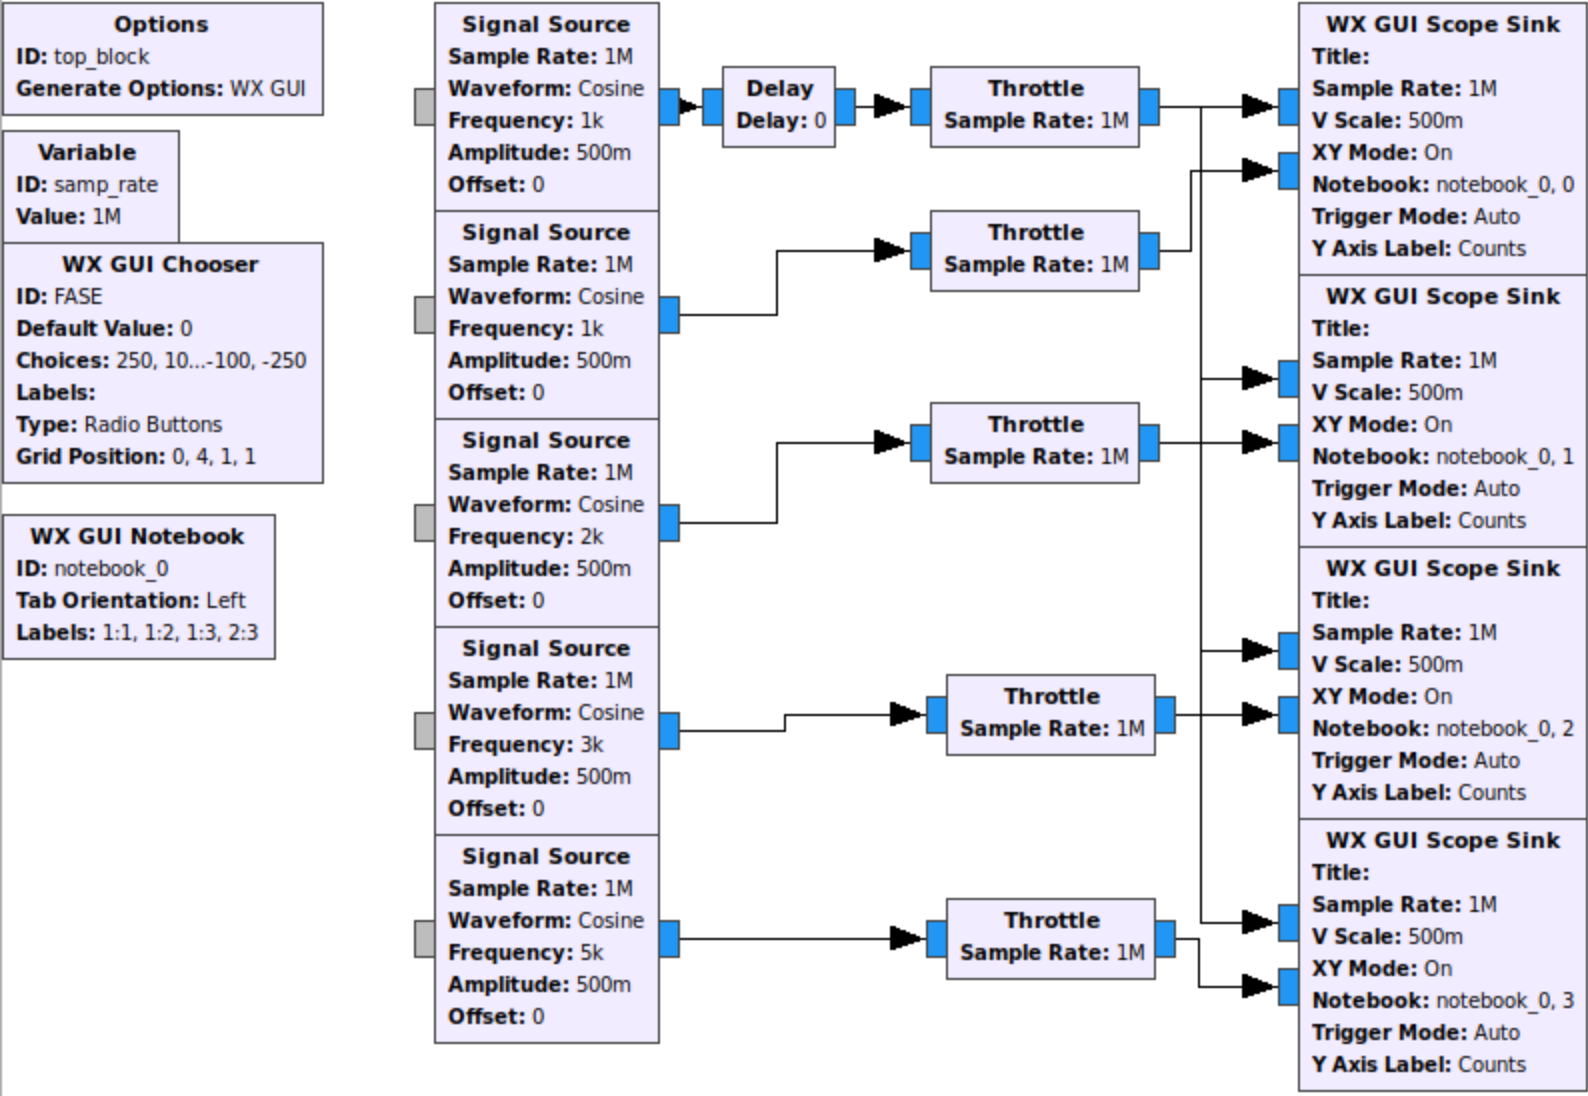 Options
ID: top_block
Generate Options: WX GUI
Variable
ID: samp_rate
Value: 1M
WX GUI Chooser
ID: FASE
Default Value: 0
Choices: 250, 10...-100, -250
Labels:
Type: Radio Buttons
Grid Position: 0, 4, 1, 1
WX GUI Notebook
ID: notebook_0
Tab Orientation: Left
Labels: 1:1, 1:2, 1:3, 2:3
Signal Source
Sample Rate: 1M
Waveform: Cosine
Frequency: 1k
Amplitude: 500m
Offset: 0
Signal Source
Sample Rate: 1M
Waveform: Cosine
Frequency: 1k
Amplitude: 500m
Offset: 0
Signal Source
Sample Rate: 1M
Waveform: Cosine
Frequency: 2k
Amplitude: 500m
Offset: 0
Signal Source
Sample Rate: 1M
Waveform: Cosine
Frequency: 3k
Amplitude: 500m
Offset: 0
Signal Source
Sample Rate: 1M
Waveform: Cosine
Frequency: 5k
Amplitude: 500m
Offset: 0
Delay
Delay: 0
Throttle
Sample Rate: 1M
Throttle
Sample Rate: 1M
Throttle
Sample Rate: 1M
Throttle
Sample Rate: 1M
Throttle
Sample Rate: 1M
WX GUI Scope Sink
Title:
Sample Rate: 1M
V Scale: 500m
XY Mode: On
Notebook: notebook_0, 0
Trigger Mode: Auto
Y Axis Label: Counts
WX GUI Scope Sink
Title:
Sample Rate: 1M
V Scale: 500m
XY Mode: On
Notebook: notebook_0, 1
Trigger Mode: Auto
Y Axis Label: Counts
WX GUI Scope Sink
Title:
Sample Rate: 1M
V Scale: 500m
XY Mode: On
Notebook: notebook_0, 2
Trigger Mode: Auto
Y Axis Label: Counts
WX GUI Scope Sink
Title:
Sample Rate: 1M
V Scale: 500m
XY Mode: On
Notebook: notebook_0, 3
Trigger Mode: Auto
Y Axis Label: Counts